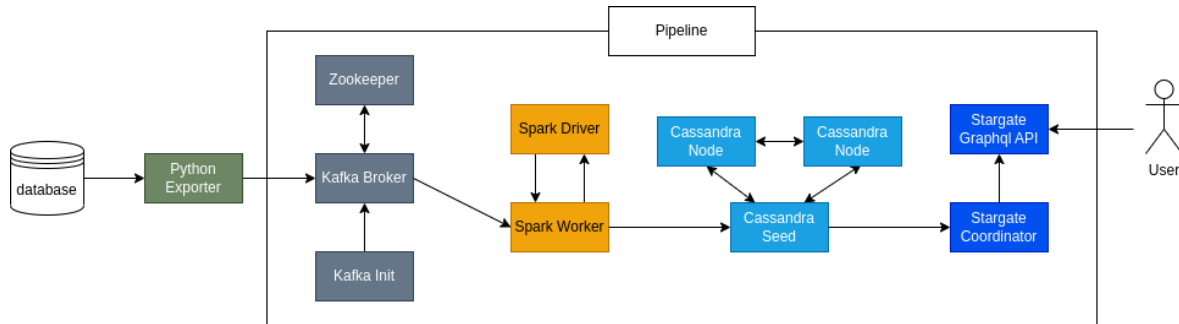 Pipeline
Zookeeper
Spark Driver
Cassandra
Node
Cassandra
Node
Stargate
Graphql API
database
Python
Exporter
Kafka Broker
User
Spark Worker
Cassandra
Seed
Stargate
Coordinator
Kafka Init